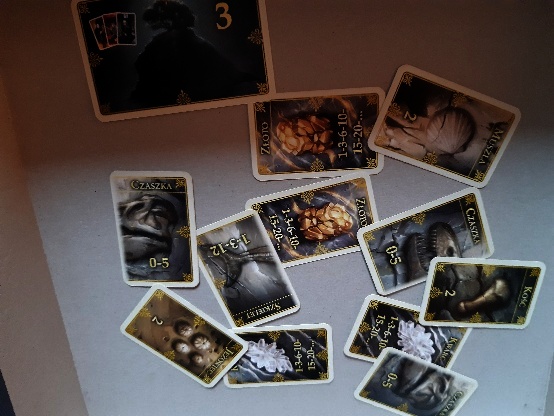 3
ZŁOTO
1-3-6-10-
15-20-...
2
MUSZLA
CZASZKA
0-5
ZŁOTO
1-3-6-10-
15-20-...
0-5
1-3-12
SZKIELET
2
KOŚĆ
2
1-3-6-10-
15-20-...
1-3-6-10-
15-20-...
0-5